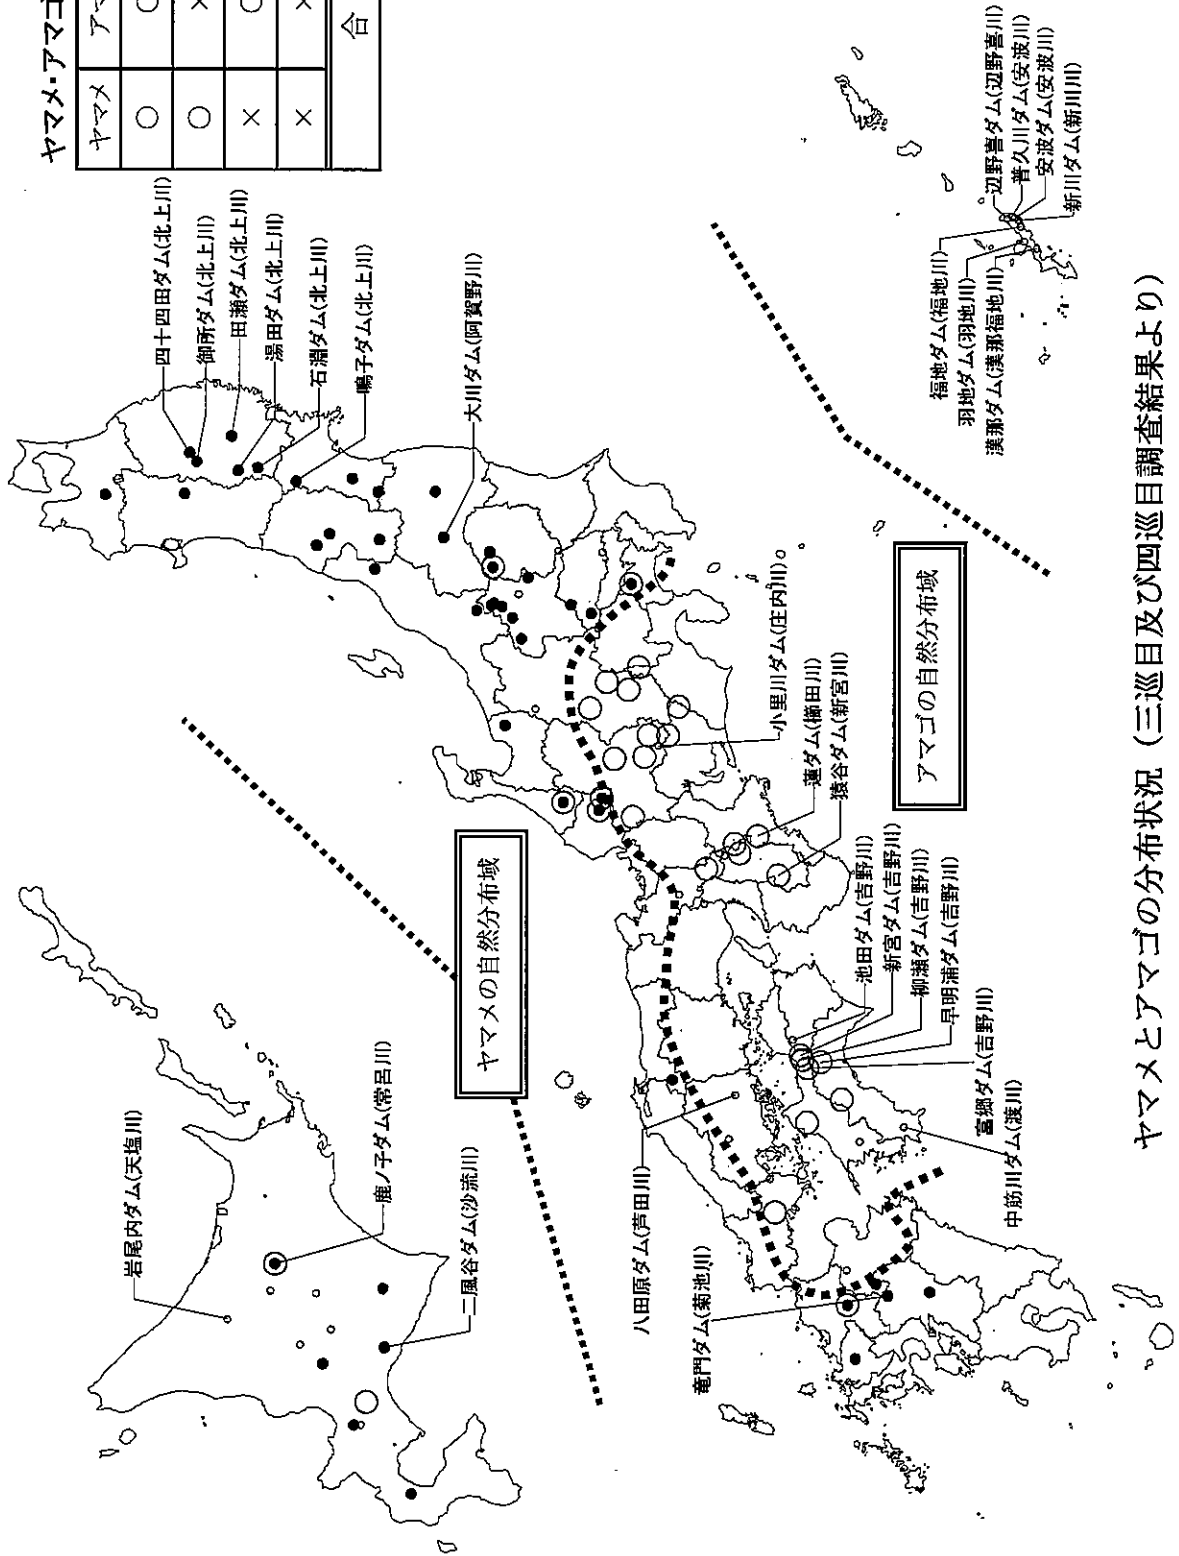 ヤマメ・アマゴ
ヤマメ
○ ○
○ ×
× ○
× ×
合
四十四田ダム(北上川)
御所ダム(北上川)
田瀬ダム(北上川)
湯田ダム(北上川)
石淵ダム(北上川)
鳴子ダム(北上川)
大川ダム(阿賀野川)
岩尾内ダム(天塩川)
鹿ノ子ダム(常呂川)
二風谷ダム(沙流川)
ヤマメの自然分布域
小里川ダム(庄内川)
蓮ダム(櫛田川)
猿谷ダム(新宮川)
アマゴの自然分布域
池田ダム(吉野川)
新宮ダム(吉野川)
柳瀬ダム(吉野川)
早明浦ダム(吉野川)
富郷ダム(吉野川)
中筋川ダム(渡川)
八田原ダム(芦田川)
竜門ダム(菊池川)
辺野喜ダム(辺野喜川)
普久川ダム(安波川)
安波ダム(安波川)
新川ダム(新川川)
福地ダム(福地川)
羽地ダム(羽地川)
漢那ダム(漢那福地川)
ヤマメとアマゴの分布状況（三巡目及び四巡目調査結果より）